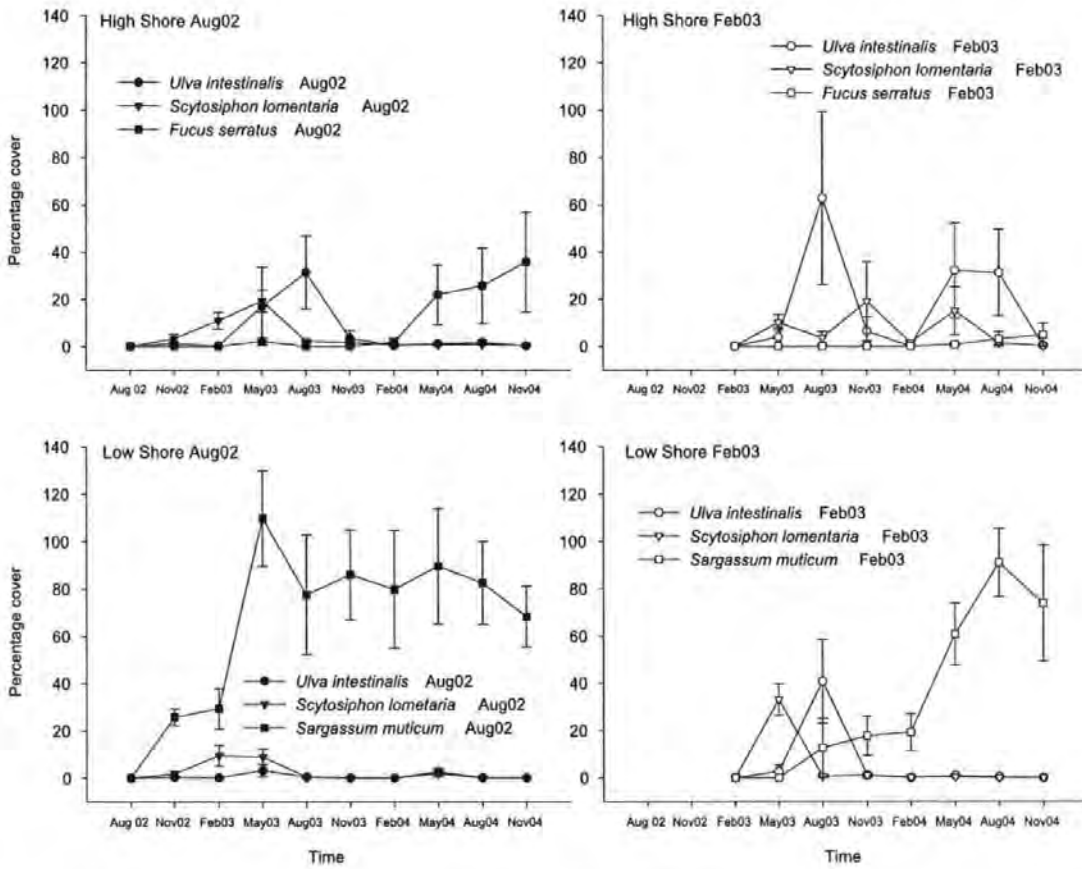 High Shore Aug02
Percentage cover
140
120
100
80
60
40
20
0
Ulva intestinalis Aug02
Scytosiphon lomentaria Aug02
Fucus serratus Aug02
Aug 02 Nov02 Feb03 May03 Aug03 Nov03 Feb04 May04 Aug04 Nov04
High Shore Feb03
140
120
100
80
60
40
20
0
Ulva intestinalis Feb03
Scytosiphon lomentaria Feb03
Fucus serratus Feb03
Aug 02 Nov02 Feb03 May03 Aug03 Nov03 Feb04 May04 Aug04 Nov04
Low Shore Aug02
Percentage cover
140
120
100
80
60
40
20
0
Ulva intestinalis Aug02
Scytosiphon lometaria Aug02
Sargassum muticum Aug02
Aug 02 Nov02 Feb03 May03 Aug03 Nov03 Feb04 May04 Aug04 Nov04
Time
Low Shore Feb03
140
120
100
80
60
40
20
0
Ulva intestinalis Feb03
Scytosiphon lomentaria Feb03
Sargassum muticum Feb03
Aug 02 Nov02 Feb03 May03 Aug03 Nov03 Feb04 May04 Aug04 Nov04
Time